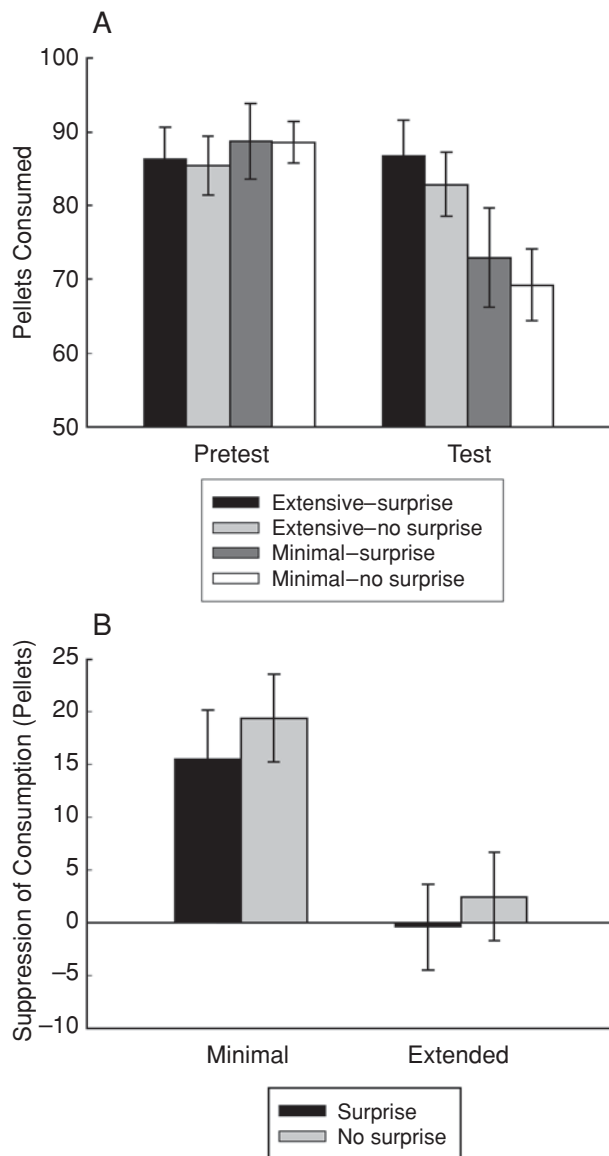 A
Pellets Consumed
100
90
80
70
60
50
Pretest Test
Extensive–surprise
Extensive–no surprise
Minimal–surprise
Minimal–no surprise
B
Suppression of Consumption (Pellets)
25
20
15
10
5
0
–5
–10
Minimal Extended
Surprise
No surprise